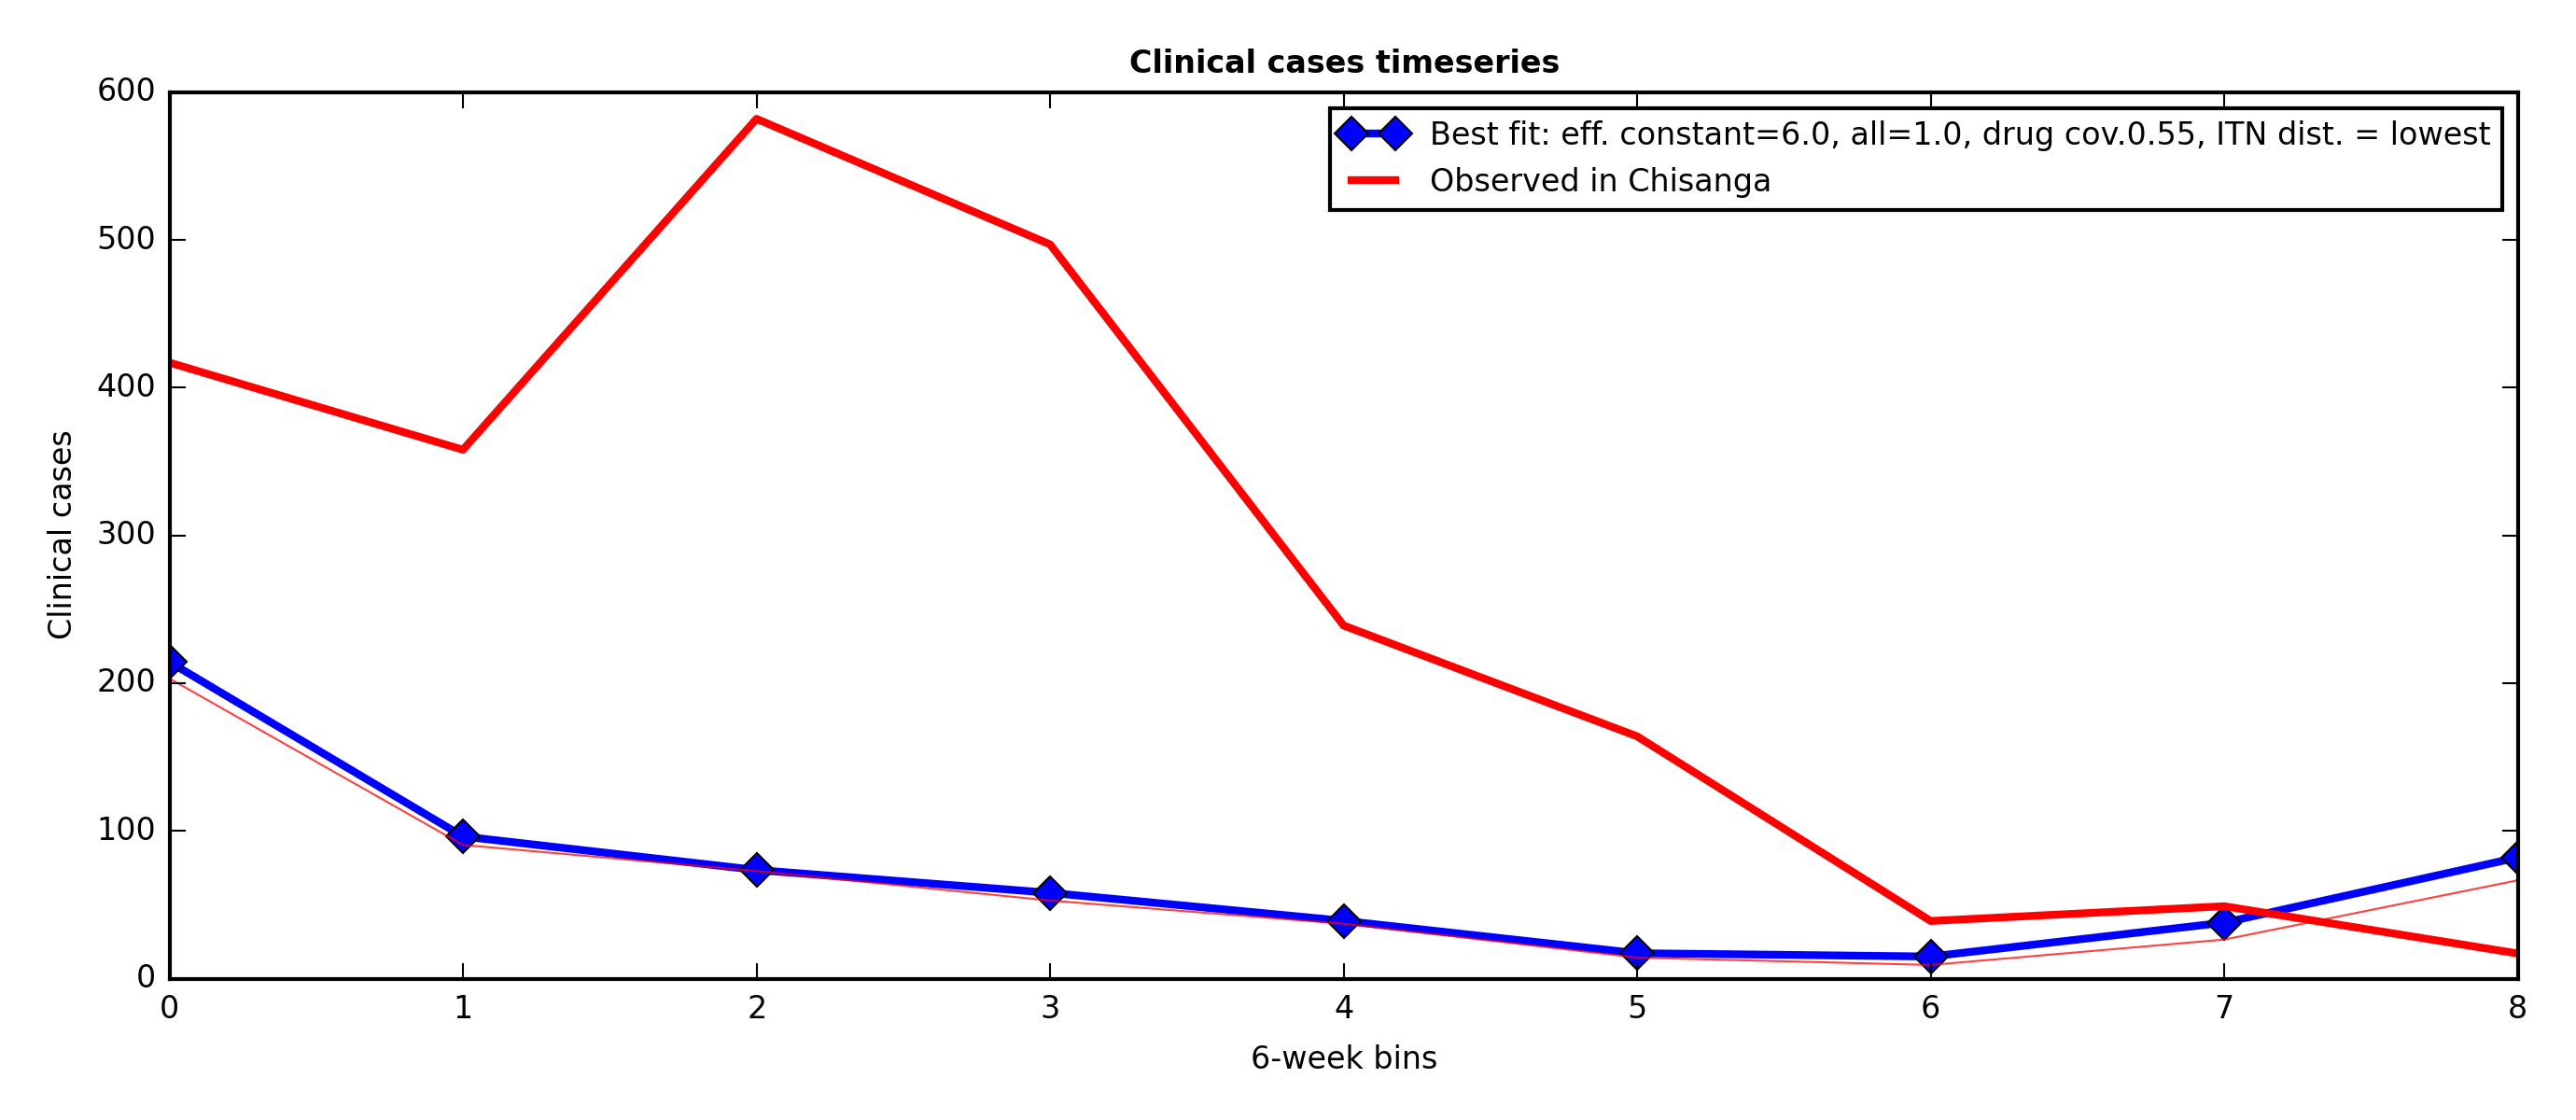 Clinical cases timeseries
600
500
400
300
200
100
0
Clinical cases
Best fit: eff. constant=6.0, all=1.0, drug cov.0.55, ITN dist. = lowest
Observed in Chisanga
0 1 2 3 4 5 6 7 8
6-week bins